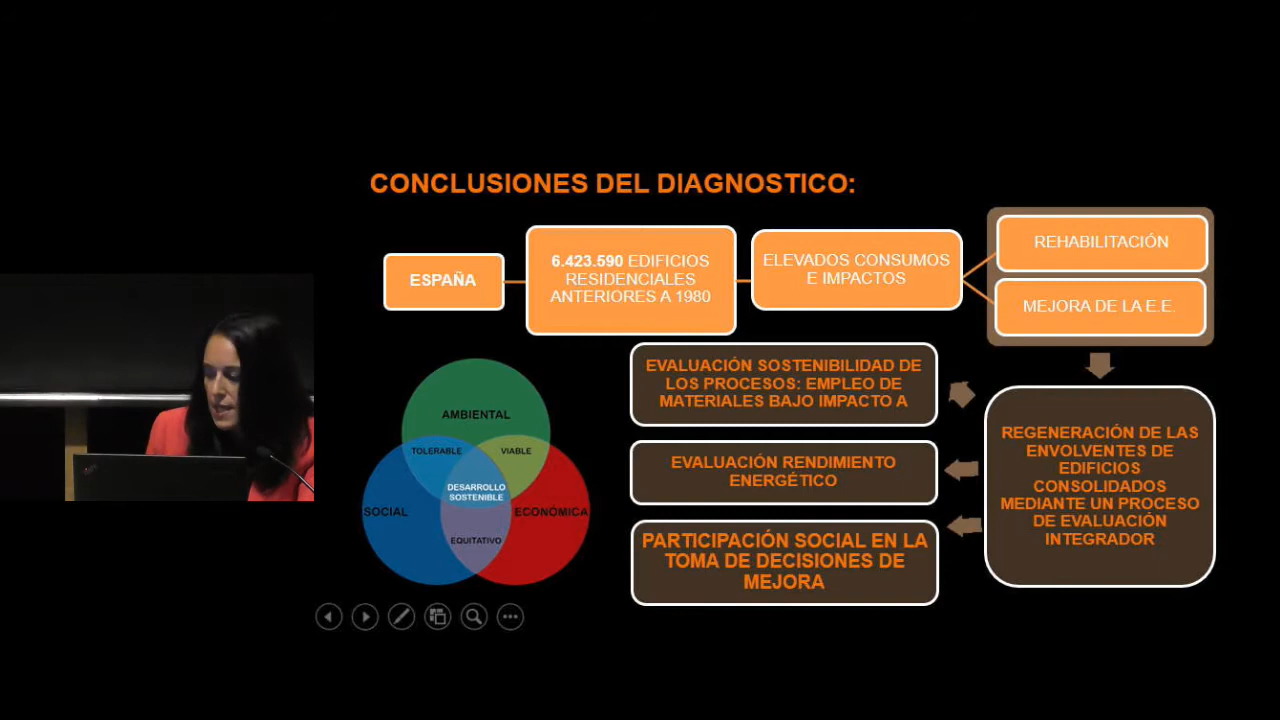 CONCLUSIONES DEL DIAGNOSTICO:
ESPAÑA
6.423.590 EDIFICIOS
RESIDENCIALES
ANTERIORES A 1980
ELEVADOS CONSUMOS
E IMPACTOS
REHABILITACIÓN
MEJORA DE LA E.E.
REGENERACIÓN DE LAS
ENVOLVENTES DE
EDIFICIOS
CONSOLIDADOS
MEDIANTE UN PROCESO
DE EVALUACIÓN
INTEGRADOR
EVALUACIÓN SOSTENIBILIDAD DE
LOS PROCESOS: EMPLEO DE
MATERIALES BAJO IMPACTO A
EVALUACIÓN RENDIMIENTO
ENERGÉTICO
PARTICIPACIÓN SOCIAL EN LA
TOMA DE DECISIONES DE
MEJORA
AMBIENTAL
TOLERABLE
VIABLE
DESARROLLO
SOSTENIBLE
SOCIAL
ECONÓMICA
EQUITATIVO